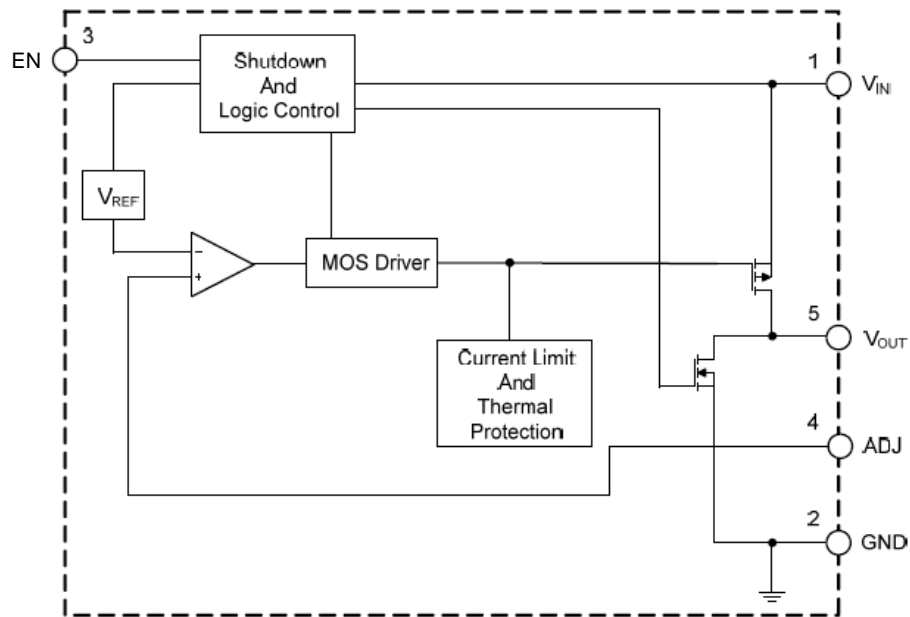 3
EN
Shutdown
And
Logic Control
1
VIN
VREF
−
+
MOS Driver
5
VOUT
Current Limit
And
Thermal
Protection
4
ADJ
2
GND